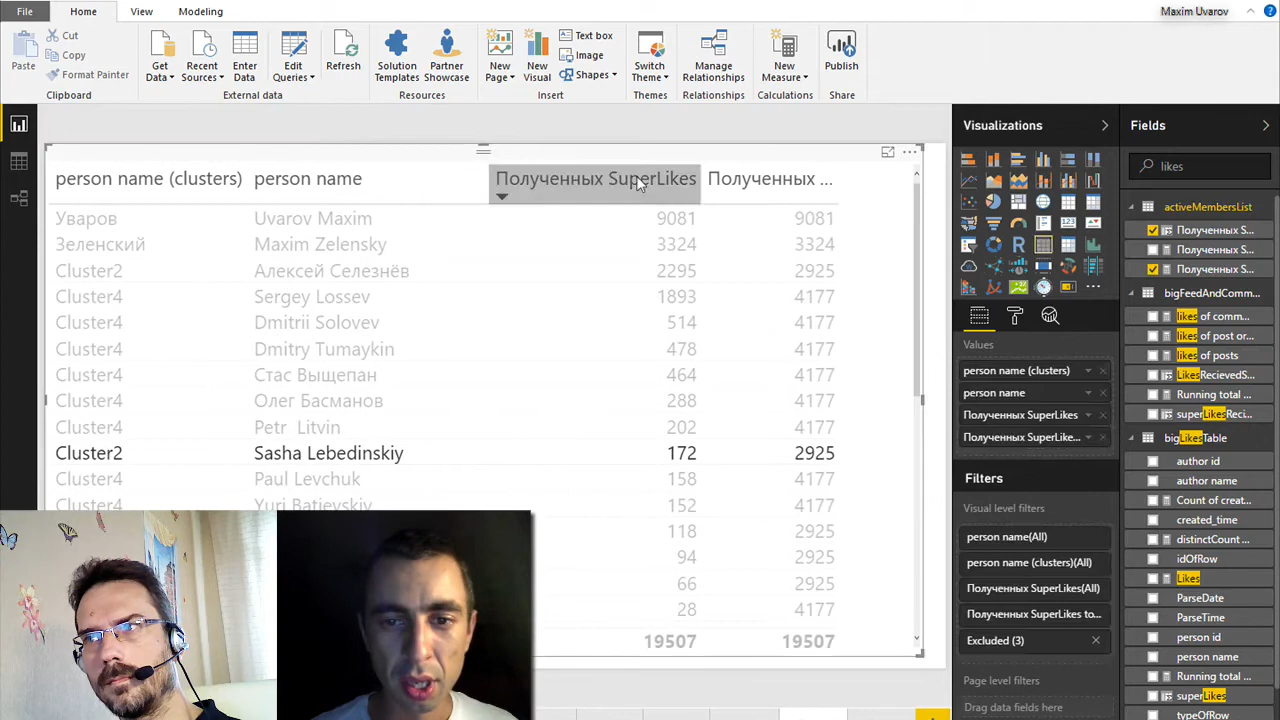 File
Home
View
Modeling
Maxim Uvarov
Paste
Cut
Copy
Format Painter
Get Data
Recent Sources
Enter Data
Edit Queries
Refresh
Solution Templates
Partner Showcase
New Page
New Visual
Text box
Image
Shapes
Switch Theme
Manage Relationships
New Measure
Publish
Clipboard
External data
Resources
Insert
Themes
Relationships
Calculations
Share
person name (clusters) person name Полученных SuperLikes Полученных ...
Уваров Uvarov Maxim 9081 9081
Зеленский Maxim Zelensky 3324 3324
Cluster2 Алексей Селезнёв 2295 2925
Cluster4 Sergey Lossev 1893 4177
Cluster4 Dmitrii Solovev 514 4177
Cluster4 Dmitry Tumaykin 478 4177
Cluster4 Стас Выщепан 464 4177
Cluster4 Олег Басманов 288 4177
Cluster4 Petr Litvin 202 4177
Cluster2 Sasha Lebedinskiy 172 2925
Cluster4 Paul Levchuk 158 4177
Cluster4 Yuri Batievskiy 152 4177
118 2925
94 2925
66 2925
28 4177
19507 19507
Visualizations
Values
person name (clusters)
person name
Полученных SuperLikes
Полученных SuperLike...
Filters
Visual level filters
person name(All)
person name (clusters)(All)
Полученных SuperLikes(All)
Полученных SuperLikes to...
Excluded (3)
Page level filters
Drag data fields here
Fields
likes
activeMembersList
Полученных S...
Полученных S...
Полученных S...
bigFeedAndComm...
likes of comm...
likes of post or...
likes of posts
LikesRecievedS...
Running total ...
superLikesReci...
bigLikesTable
author id
author name
Count of creat...
created_time
distinctCount ...
idOfRow
Likes
ParseDate
ParseTime
person id
person name
Running total ...
superLikes
typeOfRow